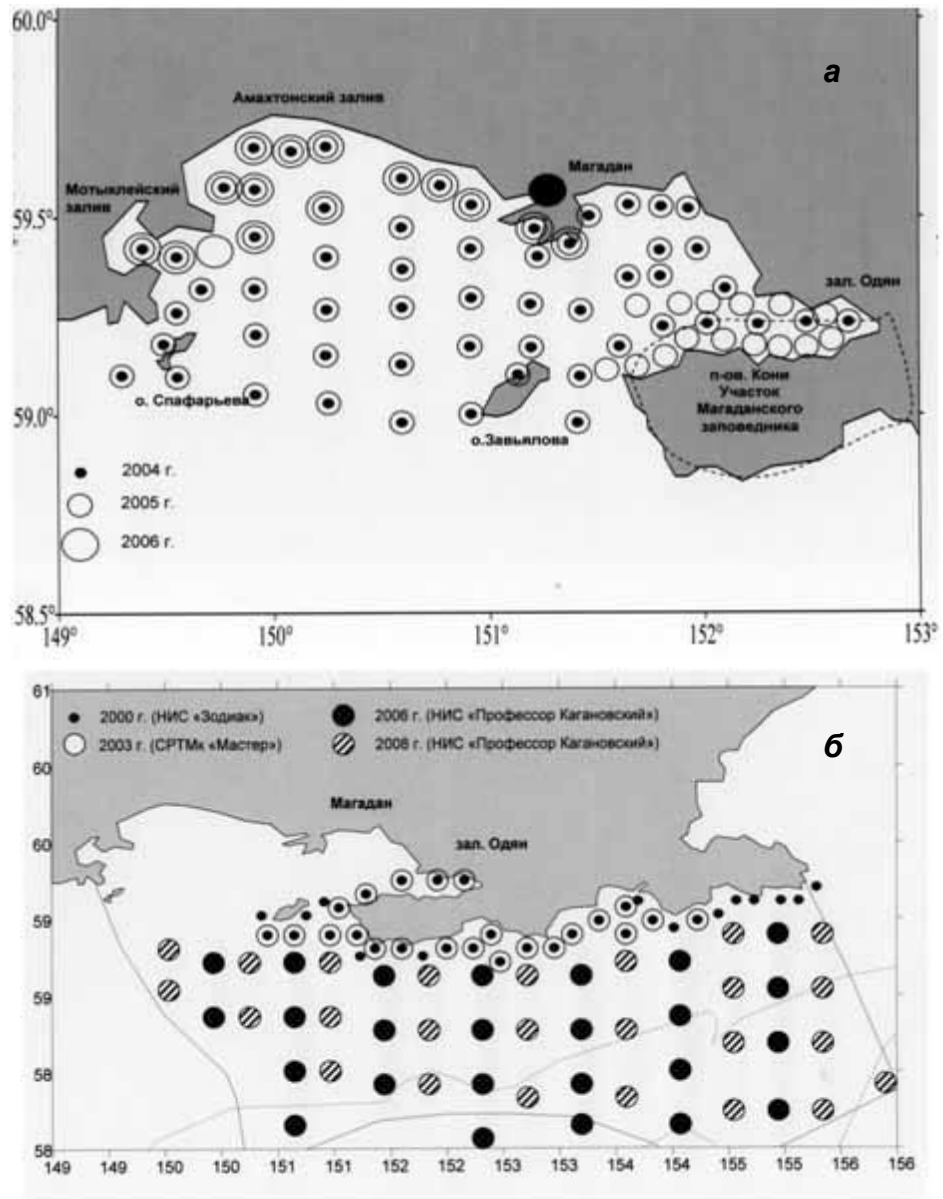 60.0°
а
Амахтонский залив
Магадан
Мотыклейский
залив
59.5°
зал. Одян
п-ов. Кони
Участок
Магаданского
заповедника
о. Спафарьева
59.0°
о.Завьялова
2004 г.
2005 г.
2006 г.
58.5°
149° 150° 151° 152° 153°
61
2000 г. (НИС «Зодиак») 2006 г. (НИС «Профессор Кагановский»)
2003 г. (СРТМк «Мастер») 2008 г. (НИС «Профессор Кагановский»)
б
60
Магадан
60
зал. Одян
59
59
58
58
149 149 150 150 151 151 152 152 153 153 154 154 155 155 156 156